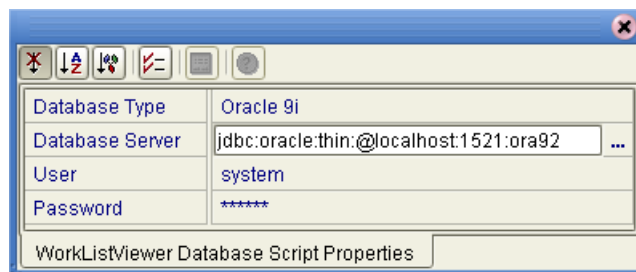 Database Type Oracle 9i
Database Server jdbc:oracle:thin:@localhost:1521:ora92 ...
User system
Password ******
WorkListViewer Database Script Properties